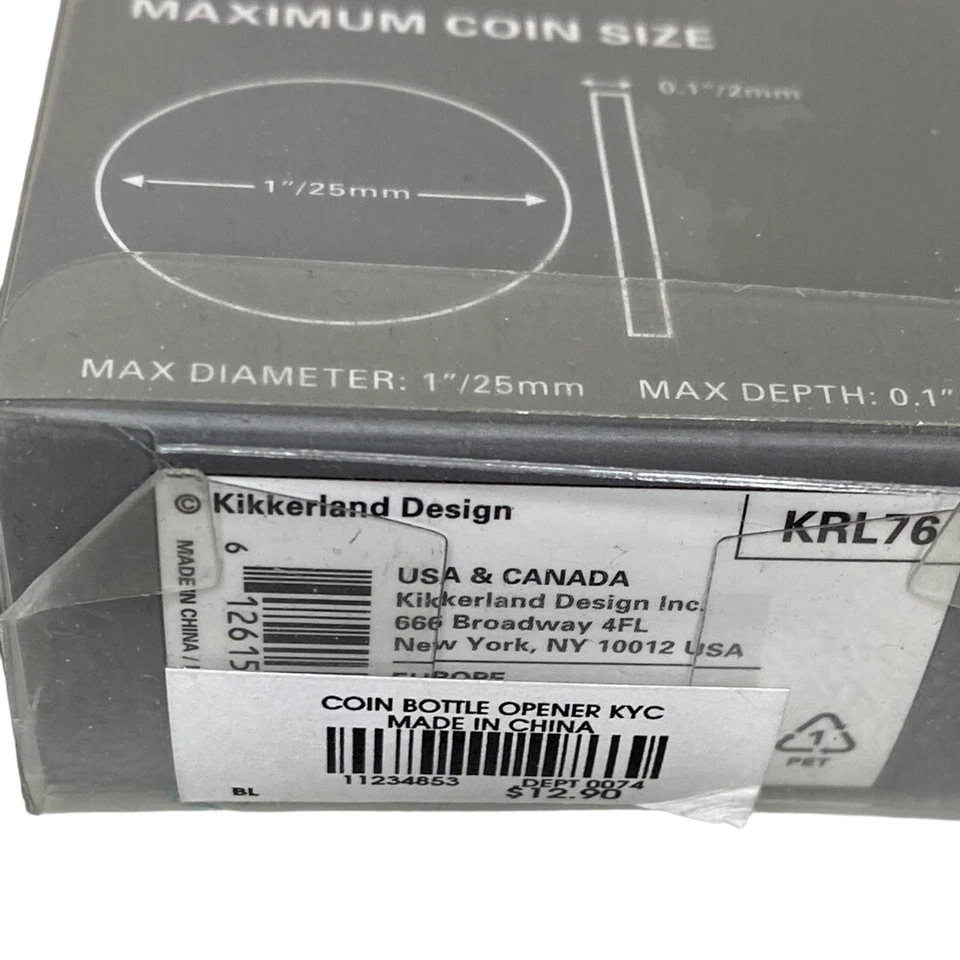 MAXIMUM COIN SIZE
0.1"/2mm
1"/25mm
MAX DIAMETER: 1"/25mm MAX DEPTH: 0.1"
© Kikkerland Design
KRL76
MADE IN CHINA /
6 12615
USA & CANADA
Kikkerland Design Inc.
666 Broadway 4FL
New York, NY 10012 USA
EUROPE
COIN BOTTLE OPENER KYC
MADE IN CHINA
11234853 DEPT 0074
BL $12.90
1
PET